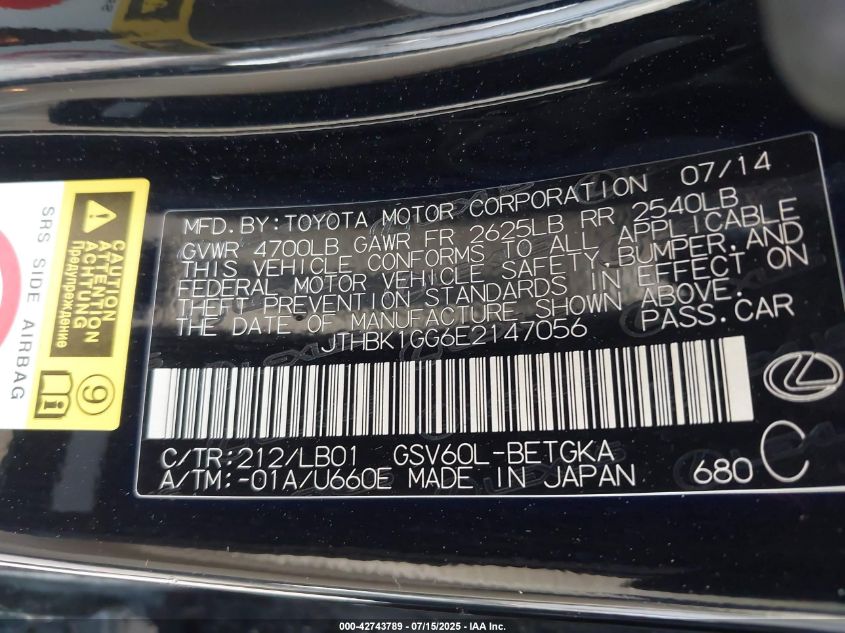 MFD.BY:TOYOTA MOTOR CORPORATION 07/14
GVWR 4700LB GAWR FR 2625LB RR 2540LB
THIS VEHICLE CONFORMS TO ALL APPLICABLE
FEDERAL MOTOR VEHICLE SAFETY-BUMPER,AND
THEFT PREVENTION STANDARDS IN EFFECT ON
THE DATE OF MANUFACTURE SHOWN ABOVE.
JTHBK1GG6E2147056 PASS.CAR
C/TR:212/LB01 GSV60L-BETGKA
A/TM:-01A/U660E MADE IN JAPAN 680 C
SRS SIDE AIRBAG
CAUTION
ATTENTION
ACHTUNG
Предупреждение
9
i
000-42743789 - 07/15/2025 - IAA Inc.